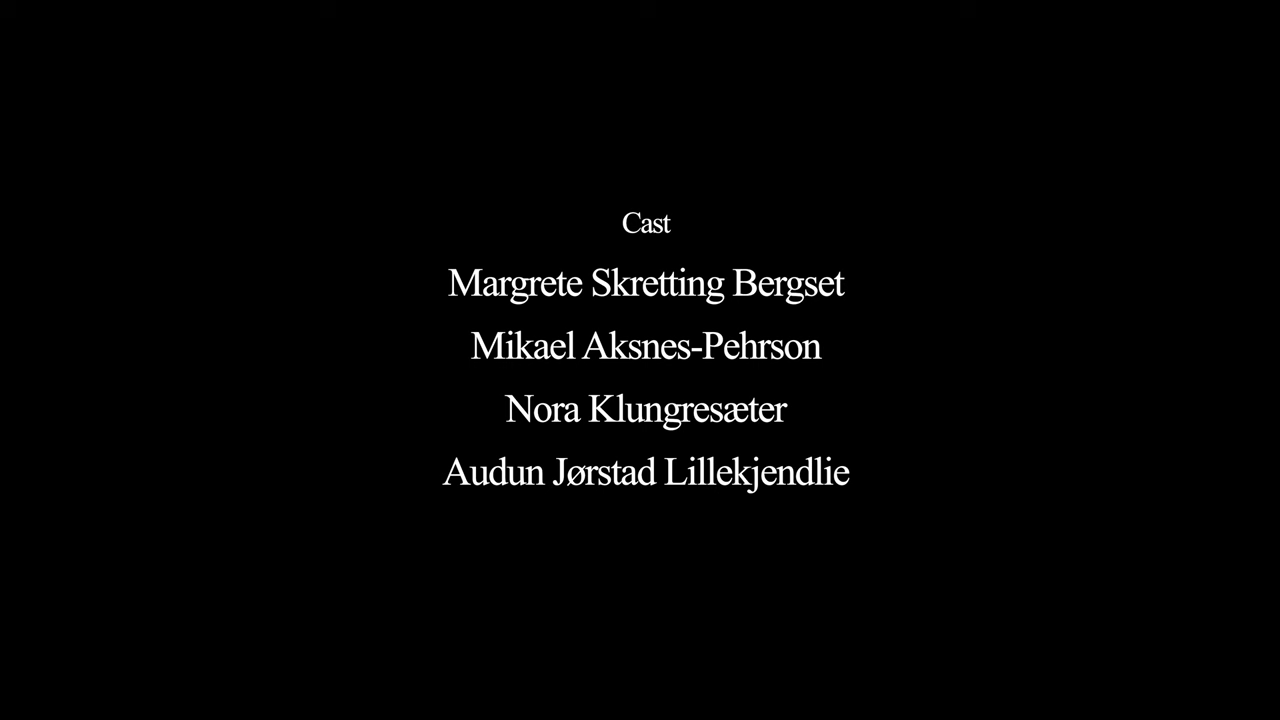 Cast
Margrete Skretting Bergset
Mikael Aksnes-Pehrson
Nora Klungresæter
Audun Jørstad Lillekjendlie